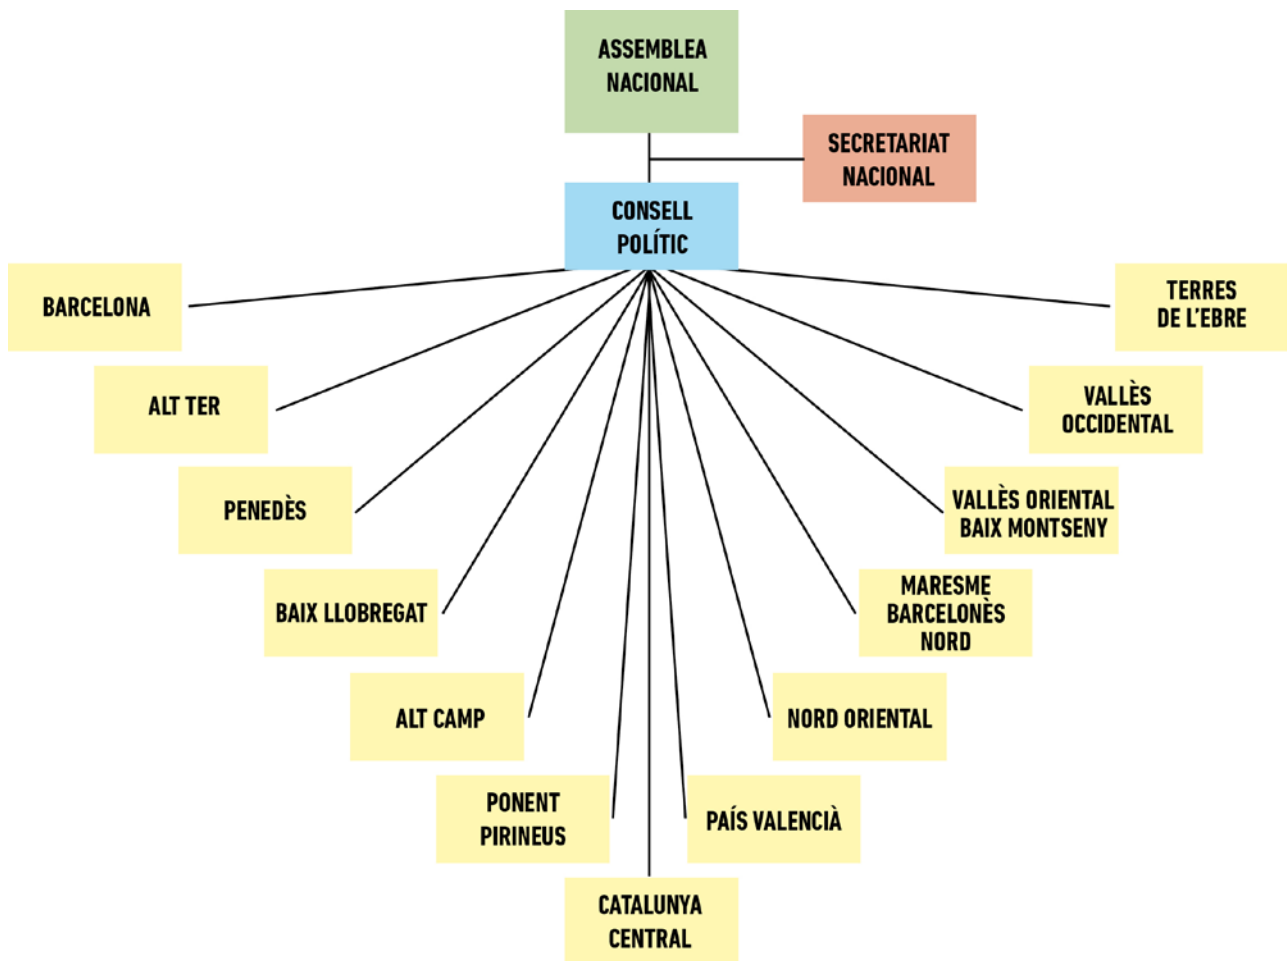 ASSEMBLEA
NACIONAL
SECRETARIAT
NACIONAL
CONSELL
POLÍTIC
BARCELONA
TERRES
DE L'EBRE
ALT TER
VALLÈS
OCCIDENTAL
PENEDÈS
VALLÈS ORIENTAL
BAIX MONTSENY
BAIX LLOBREGAT
MARESME
BARCELONÈS
NORD
ALT CAMP
NORD ORIENTAL
PONENT
PIRINEUS
PAÍS VALENCIÀ
CATALUNYA
CENTRAL